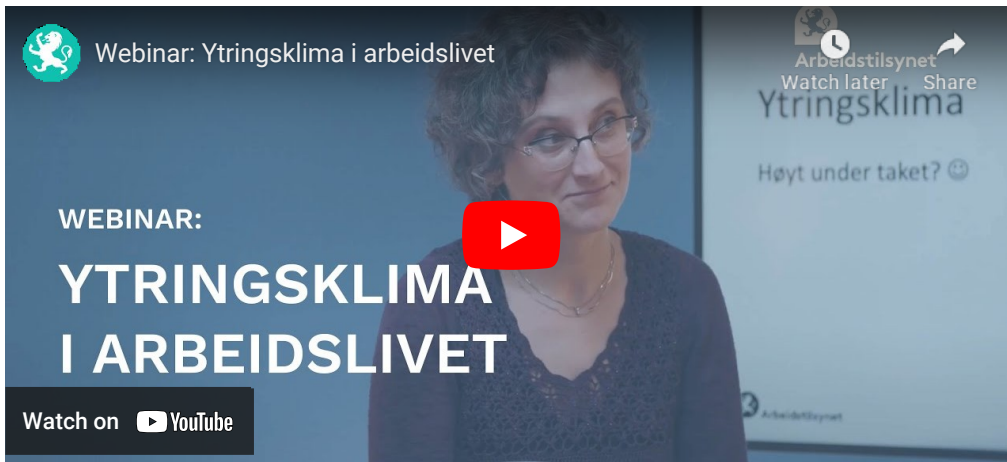 Webinar: Ytringsklima i arbeidslivet
Arbeidstilsynet
Watch later
Share
Ytringsklima
Høyt under taket? ☺
WEBINAR:
YTRINGSKLIMA
I ARBEIDSLIVET
Watch on YouTube
Arbeidstilsynet